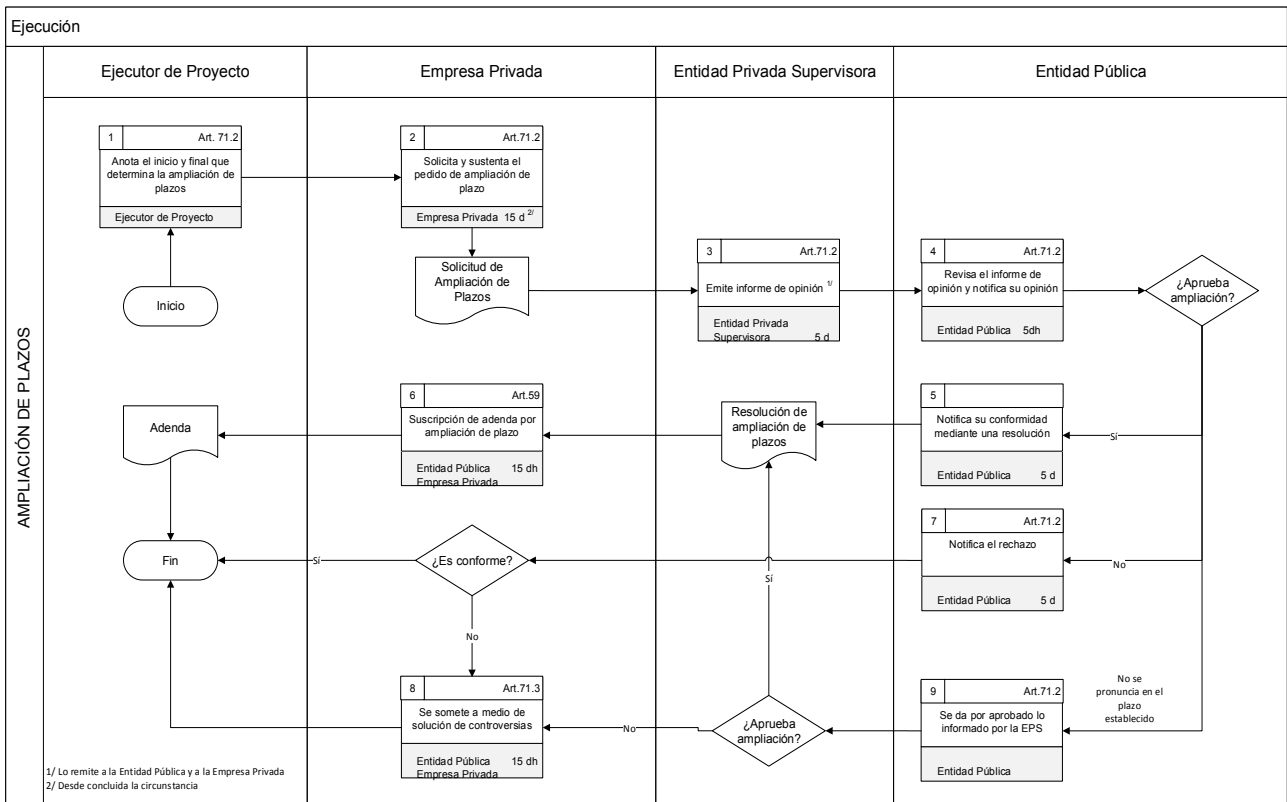 Ejecución
AMPLIACIÓN DE PLAZOS
Ejecutor de Proyecto
Empresa Privada
Entidad Privada Supervisora
Entidad Pública
1
Art. 71.2
Anota el inicio y final que
determina la ampliación de
plazos
Ejecutor de Proyecto
2
Art.71.2
Solicita y sustenta el
pedido de ampliación de
plazo
Empresa Privada 15 d 2/
Inicio
Solicitud de
Ampliación de
Plazos
3
Art.71.2
Emite informe de opinión 1/
Entidad Privada
Supervisora 5 d
4
Art.71.2
Revisa el informe de
opinión y notifica su opinión
Entidad Pública 5dh
¿Aprueba
ampliación?
Adenda
6
Art.59
Suscripción de adenda por
ampliación de plazo
Entidad Pública 15 dh
Empresa Privada
Resolución de
ampliación de
plazos
5
Notifica su conformidad
mediante una resolución
Entidad Pública 5 d
Sí
Fin
Sí
¿Es conforme?
No
Sí
7
Art.71.2
Notifica el rechazo
Entidad Pública 5 d
No
8
Art.71.3
Se somete a medio de
solución de controversias
Entidad Pública 15 dh
Empresa Privada
No
¿Aprueba
ampliación?
9
Art.71.2
Se da por aprobado lo
informado por la EPS
Entidad Pública
No se
pronuncia en el
plazo
establecido
1/ Lo remite a la Entidad Pública y a la Empresa Privada
2/ Desde concluida la circunstancia